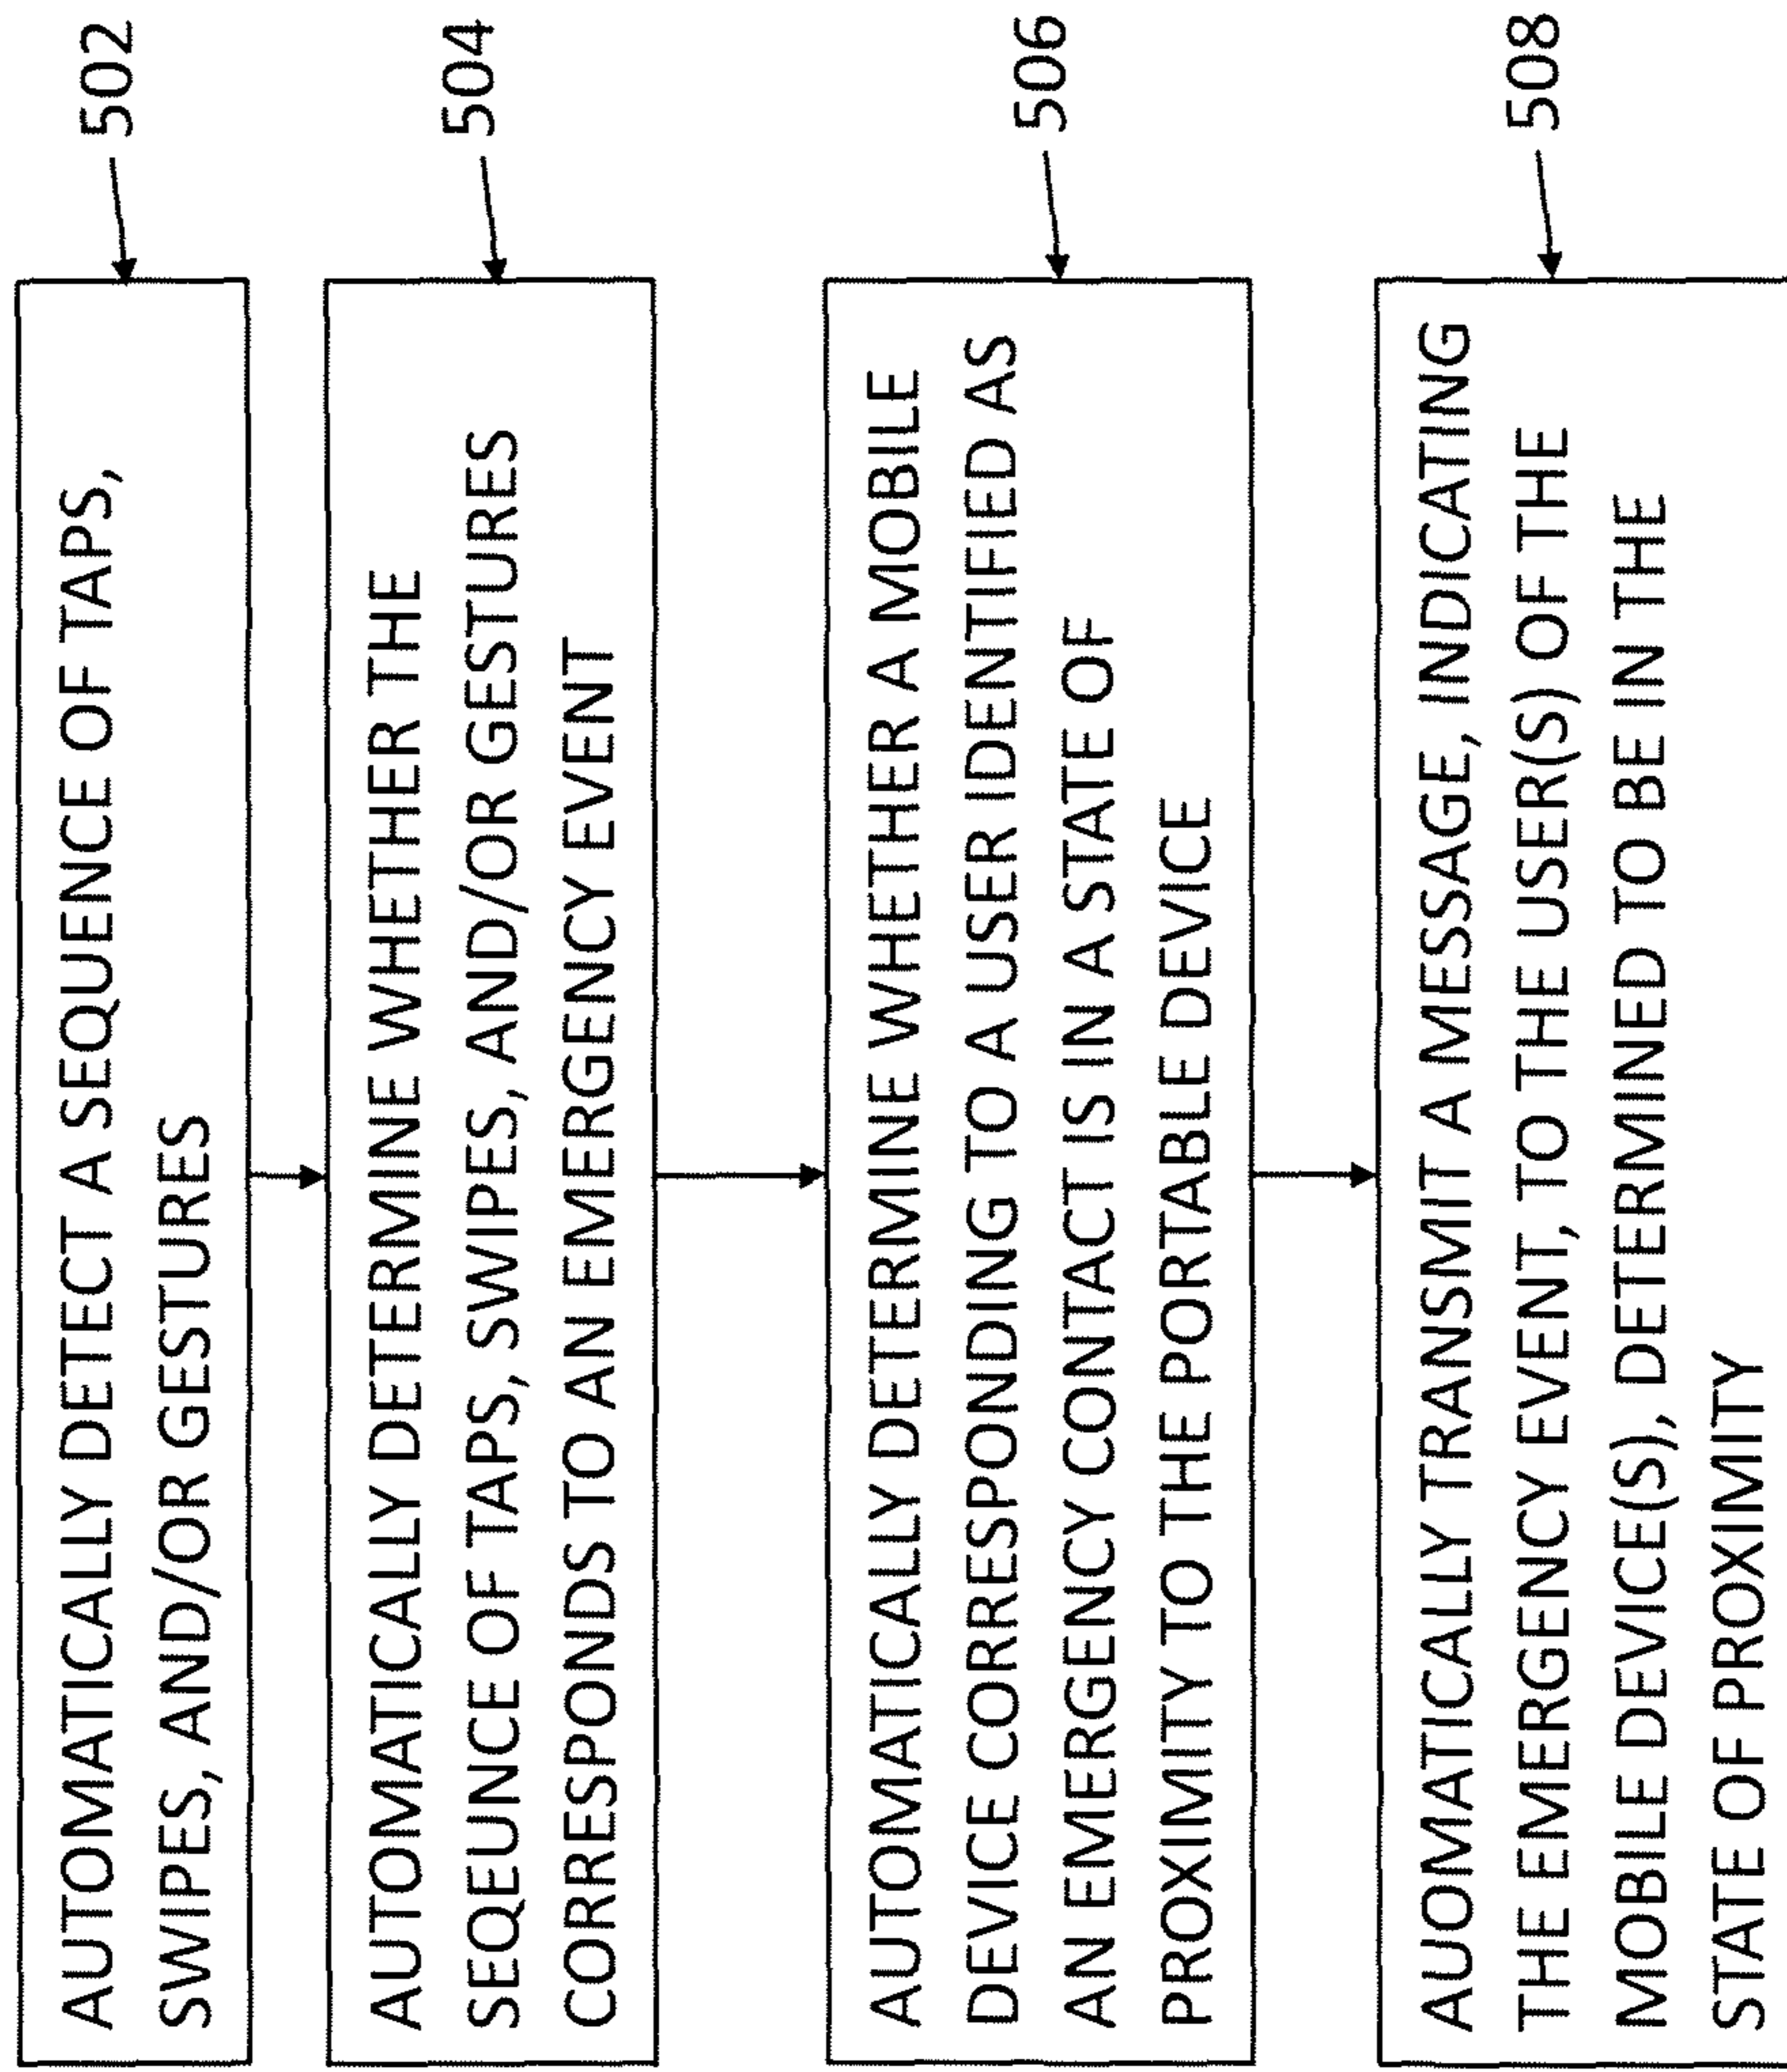 AUTOMATICALLY DETECT A SEQUENCE OF TAPS,
SWIPES, AND/OR GESTURES
502
AUTOMATICALLY DETERMINE WHETHER THE
SEQEUNCE OF TAPS, SWIPES, AND/OR GESTURES
CORRESPONDS TO AN EMERGENCY EVENT
504
AUTOMATICALLY DETERMINE WHETHER A MOBILE
DEVICE CORRESPONDING TO A USER IDENTIFIED AS
AN EMERGENCY CONTACT IS IN A STATE OF
PROXIMITY TO THE PORTABLE DEVICE
506
AUOMATICALLY TRANSMIT A MESSAGE, INDICATING
THE EMERGENCY EVENT, TO THE USER(S) OF THE
MOBILE DEVICE(S), DETERMINED TO BE IN THE
STATE OF PROXIMITY
508